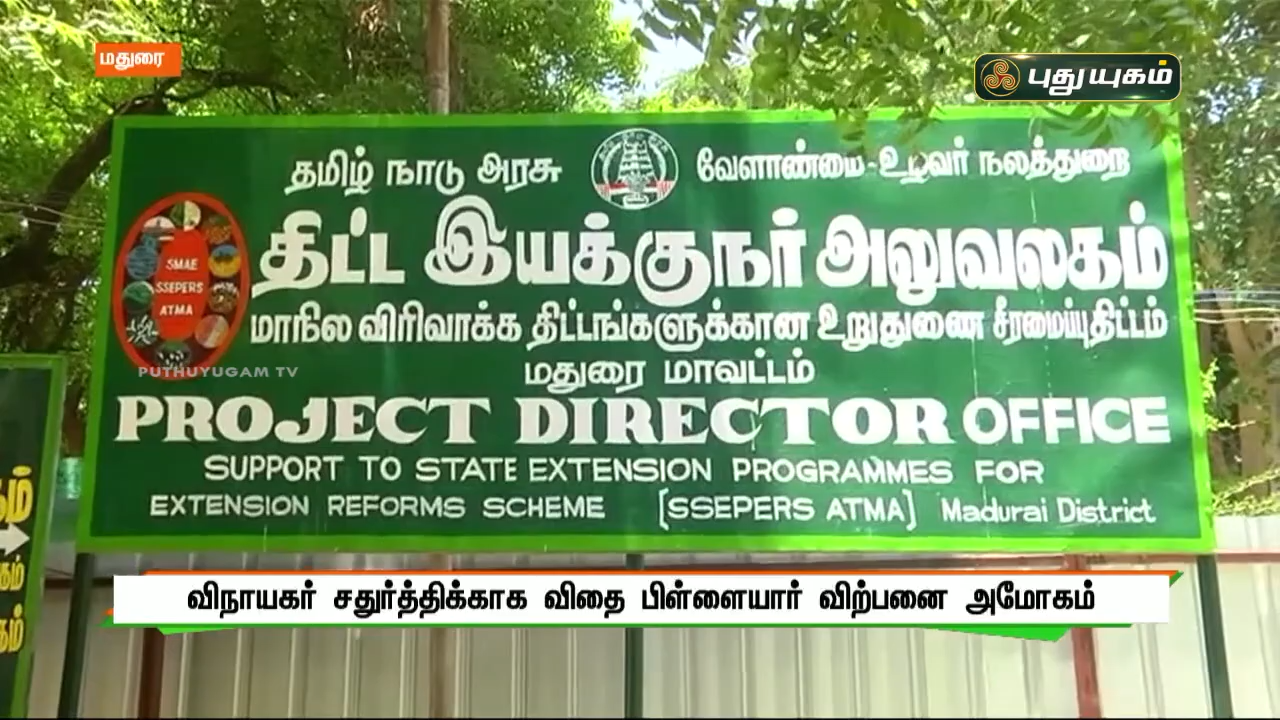 மதுரை
புதுயுகம்
தமிழ் நாடு அரசு வேளாண்மை-உழவர் நலத்துறை
திட்ட இயக்குநர் அலுவலகம்
SMAE
SSEPERS
ATMA
மாநில விரிவாக்க திட்டங்களுக்கான உறுதுணை சீரமைப்புதிட்டம்
மதுரை மாவட்டம்
PUTHUYUGAM TV
PROJECT DIRECTOR OFFICE
SUPPORT TO STATE EXTENSION PROGRAMMES FOR
EXTENSION REFORMS SCHEME [SSEPERS ATMA] Madurai District
விநாயகர் சதுர்த்திக்காக விதை பிள்ளையார் விற்பனை அமோகம்